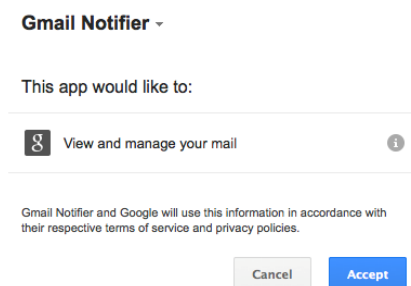 Gmail Notifier
This app would like to:
8 View and manage your mail
i
Gmail Notifier and Google will use this information in accordance with
their respective terms of service and privacy policies.
Cancel Accept